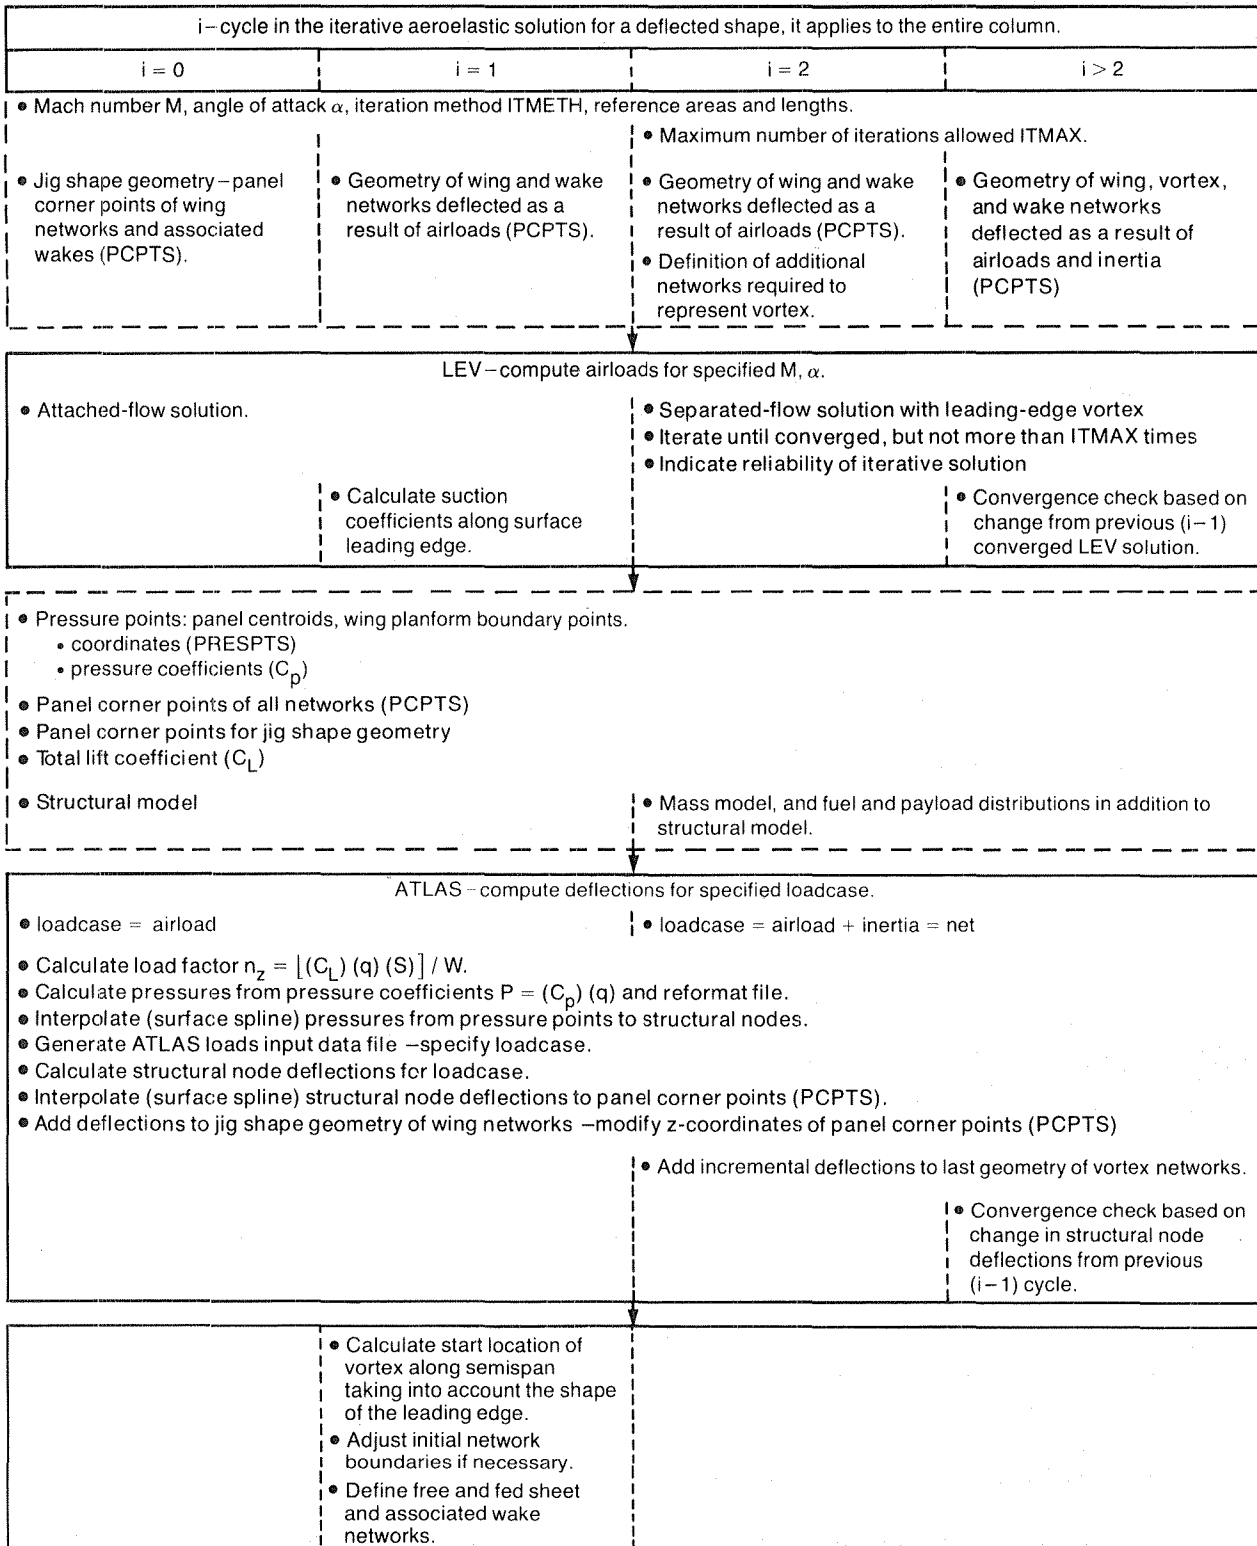 i-cycle in the iterative aeroelastic solution for a deflected shape, it applies to the entire column.
i = 0
i = 1
i = 2
i > 2
• Mach number M, angle of attack α, iteration method ITMETH, reference areas and lengths.
• Maximum number of iterations allowed ITMAX.
• Jig shape geometry–panel
corner points of wing
networks and associated
wakes (PCPTS).
• Geometry of wing and wake
networks deflected as a
result of airloads (PCPTS).
• Geometry of wing and wake
networks deflected as a
result of airloads (PCPTS).
• Definition of additional
networks required to
represent vortex.
• Geometry of wing, vortex,
and wake networks
deflected as a result of
airloads and inertia
(PCPTS)
LEV–compute airloads for specified M, α.
• Attached-flow solution.
• Separated-flow solution with leading-edge vortex
• Iterate until converged, but not more than ITMAX times
• Indicate reliability of iterative solution
• Calculate suction
coefficients along surface
leading edge.
• Convergence check based on
change from previous (i–1)
converged LEV solution.
• Pressure points: panel centroids, wing planform boundary points.
• coordinates (PRESPTS)
• pressure coefficients (Cp)
• Panel corner points of all networks (PCPTS)
• Panel corner points for jig shape geometry
• Total lift coefficient (CL)
• Structural model
• Mass model, and fuel and payload distributions in addition to
structural model.
ATLAS–compute deflections for specified loadcase.
• loadcase = airload
• loadcase = airload + inertia = net
• Calculate load factor nz = ⌊(CL) (q) (S)⌋ / W.
• Calculate pressures from pressure coefficients P = (Cp) (q) and reformat file.
• Interpolate (surface spline) pressures from pressure points to structural nodes.
• Generate ATLAS loads input data file –specify loadcase.
• Calculate structural node deflections for loadcase.
• Interpolate (surface spline) structural node deflections to panel corner points (PCPTS).
• Add deflections to jig shape geometry of wing networks –modify z-coordinates of panel corner points (PCPTS)
• Add incremental deflections to last geometry of vortex networks.
• Convergence check based on
change in structural node
deflections from previous
(i–1) cycle.
• Calculate start location of
vortex along semispan
taking into account the shape
of the leading edge.
• Adjust initial network
boundaries if necessary.
• Define free and fed sheet
and associated wake
networks.